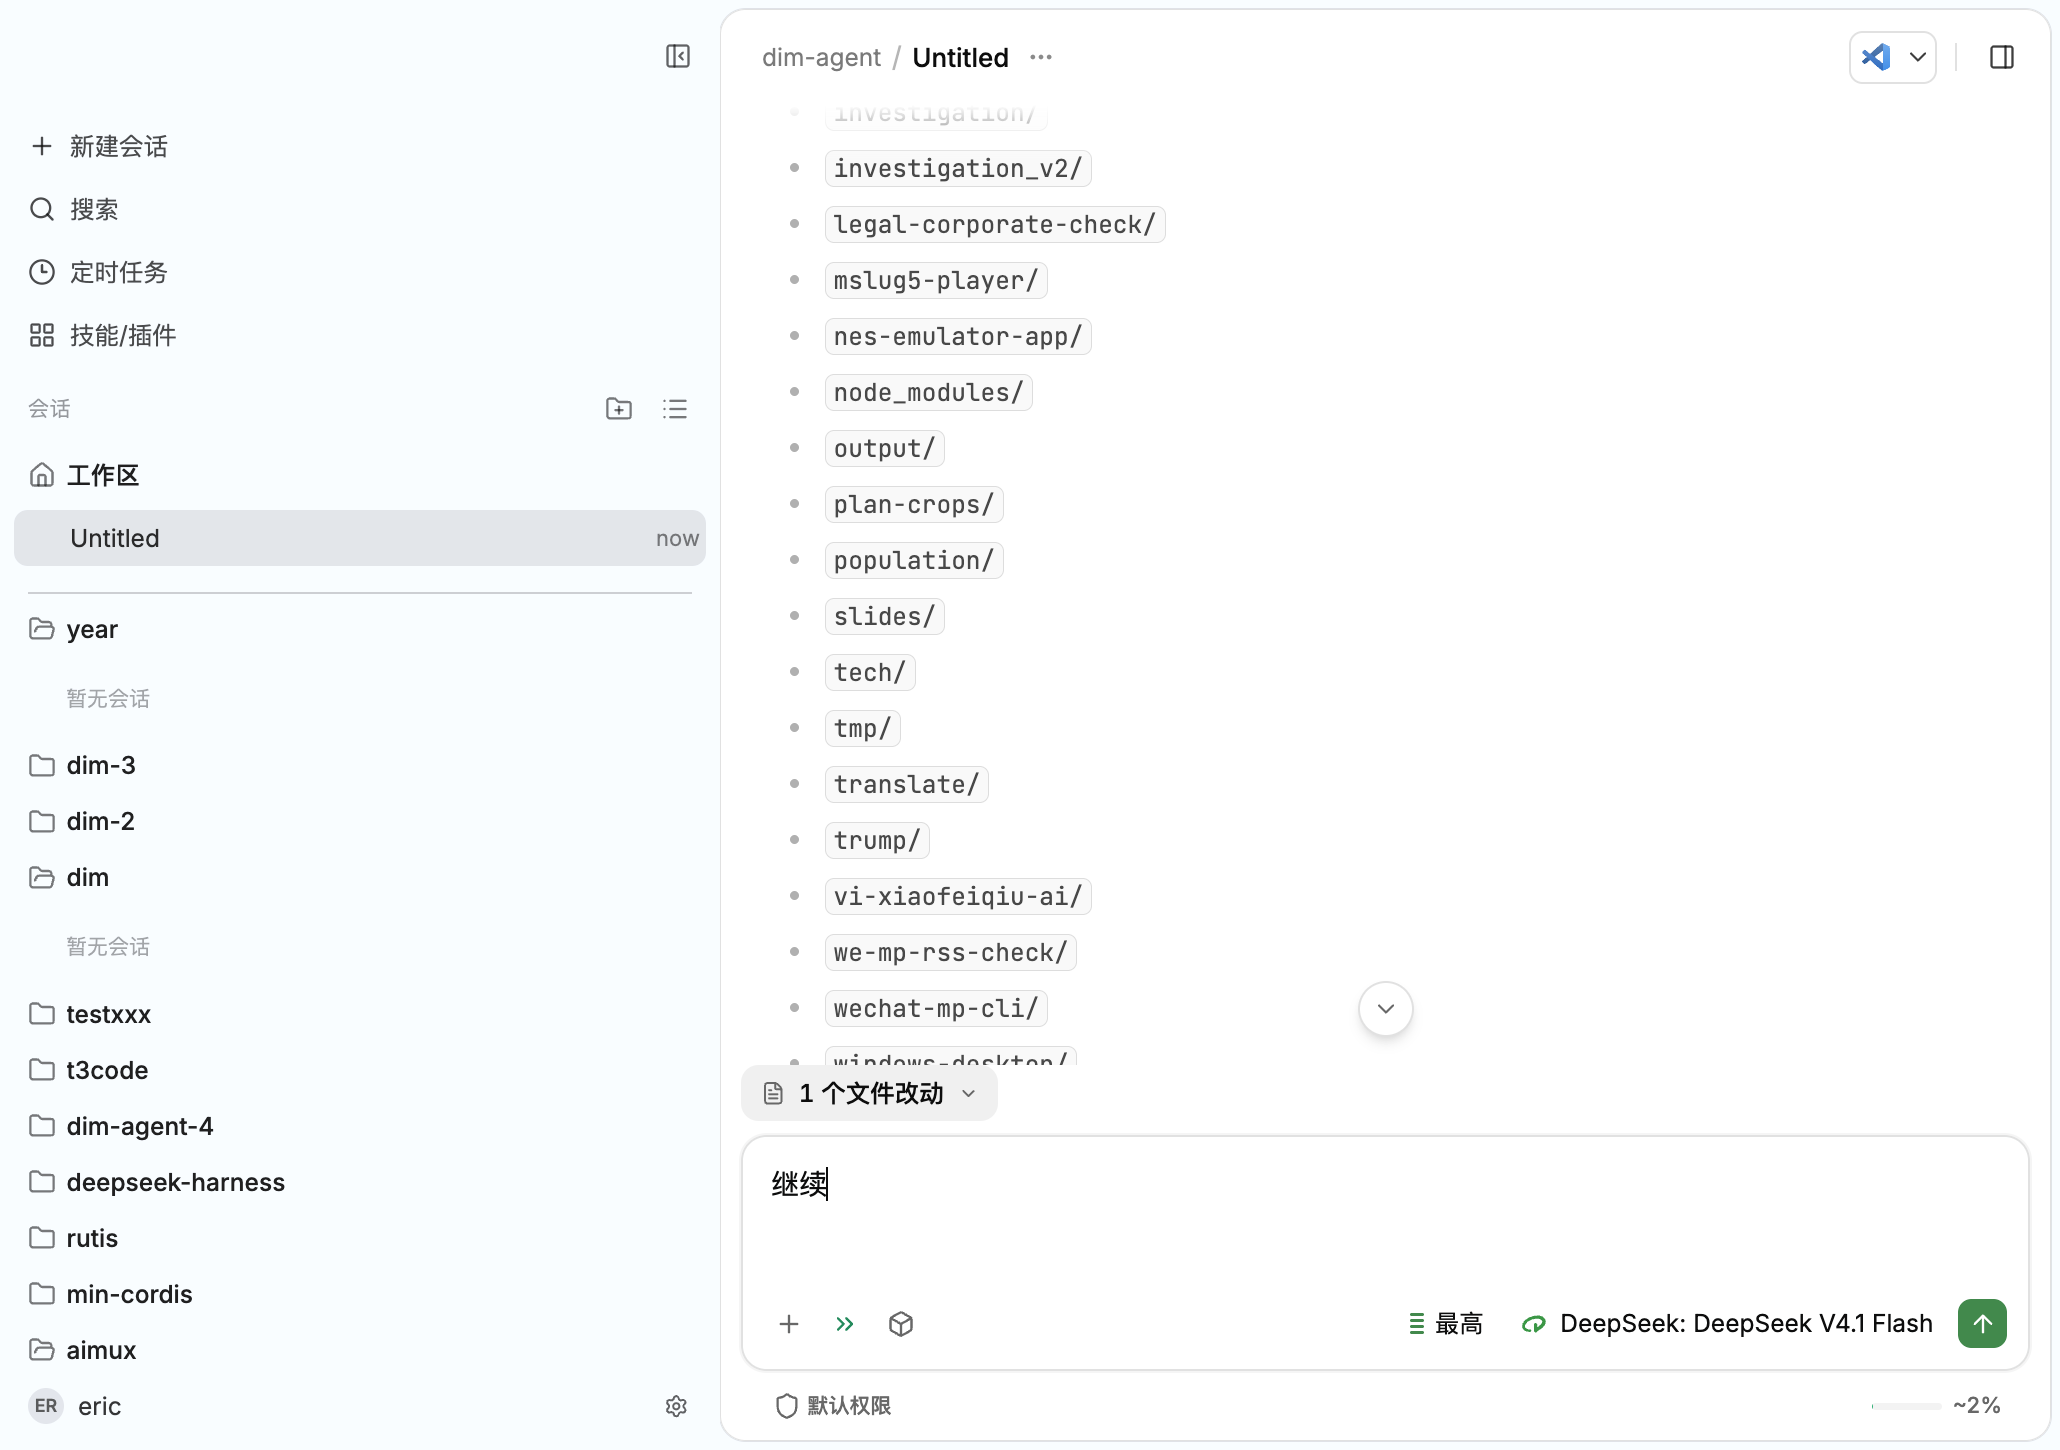 新建会话
搜索
定时任务
技能/插件
会话
工作区
Untitled now
year
暂无会话
dim-3
dim-2
dim
暂无会话
testxxx
t3code
dim-agent-4
deepseek-harness
rutis
min-cordis
aimux
ER eric
dim-agent / Untitled ···
investigation/
investigation_v2/
legal-corporate-check/
mslug5-player/
nes-emulator-app/
node_modules/
output/
plan-crops/
population/
slides/
tech/
tmp/
translate/
trump/
vi-xiaofeiqiu-ai/
we-mp-rss-check/
wechat-mp-cli/
windows-desktop/
1 个文件改动
继续
最高 DeepSeek: DeepSeek V4.1 Flash
默认权限 ~2%